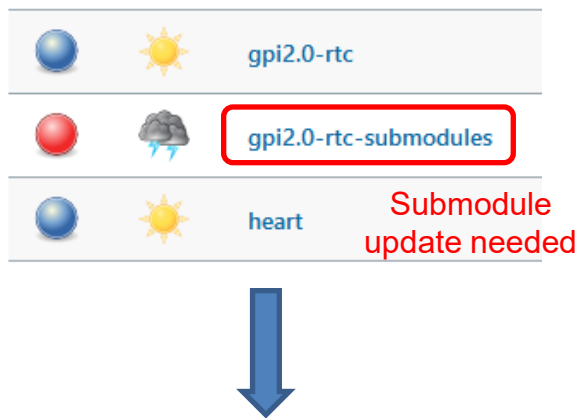 gpi2.0-rtc
gpi2.0-rtc-submodules
heart
Submodule
update needed